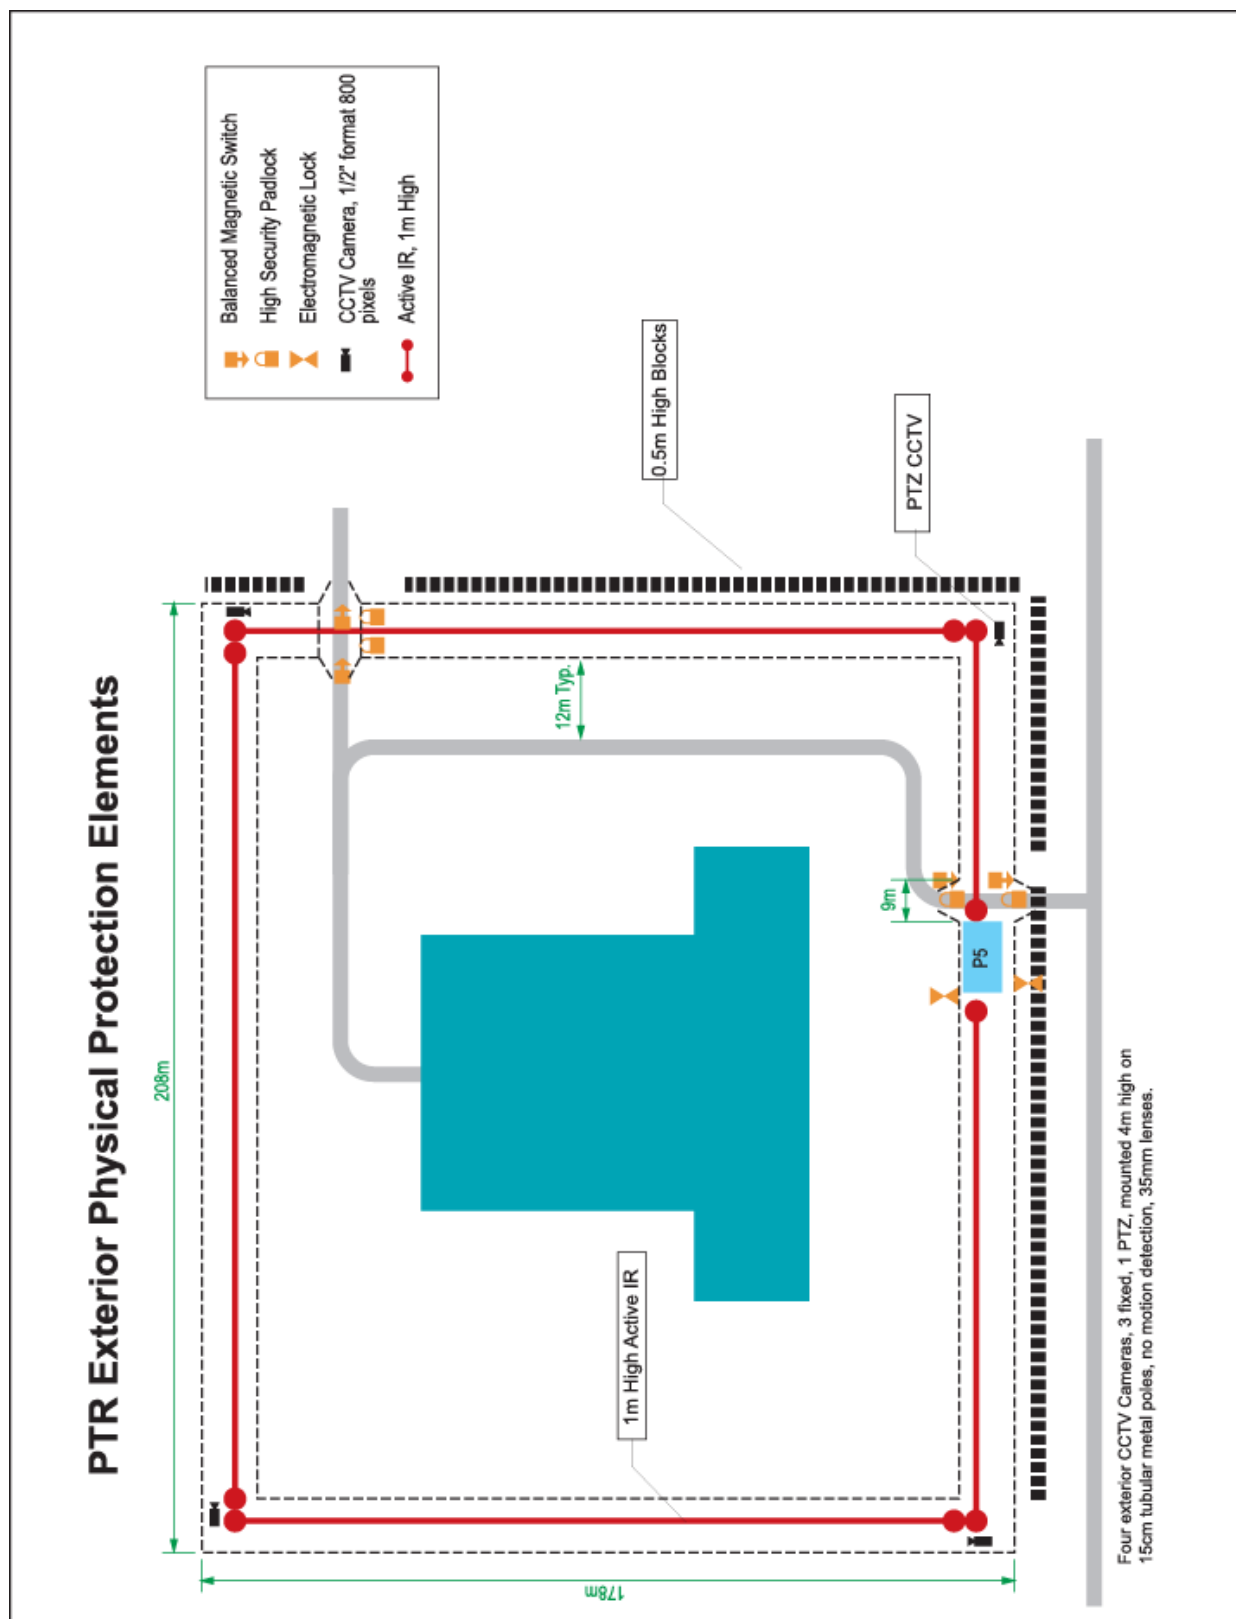 PTR Exterior Physical Protection Elements
208m
178m
1m High Active IR
12m Typ.
9m
P5
0.5m High Blocks
PTZ CCTV
Balanced Magnetic Switch
High Security Padlock
Electromagnetic Lock
CCTV Camera, 1/2" format 800
pixels
Active IR, 1m High
Four exterior CCTV Cameras, 3 fixed, 1 PTZ, mounted 4m high on
15cm tubular metal poles, no motion detection, 35mm lenses.